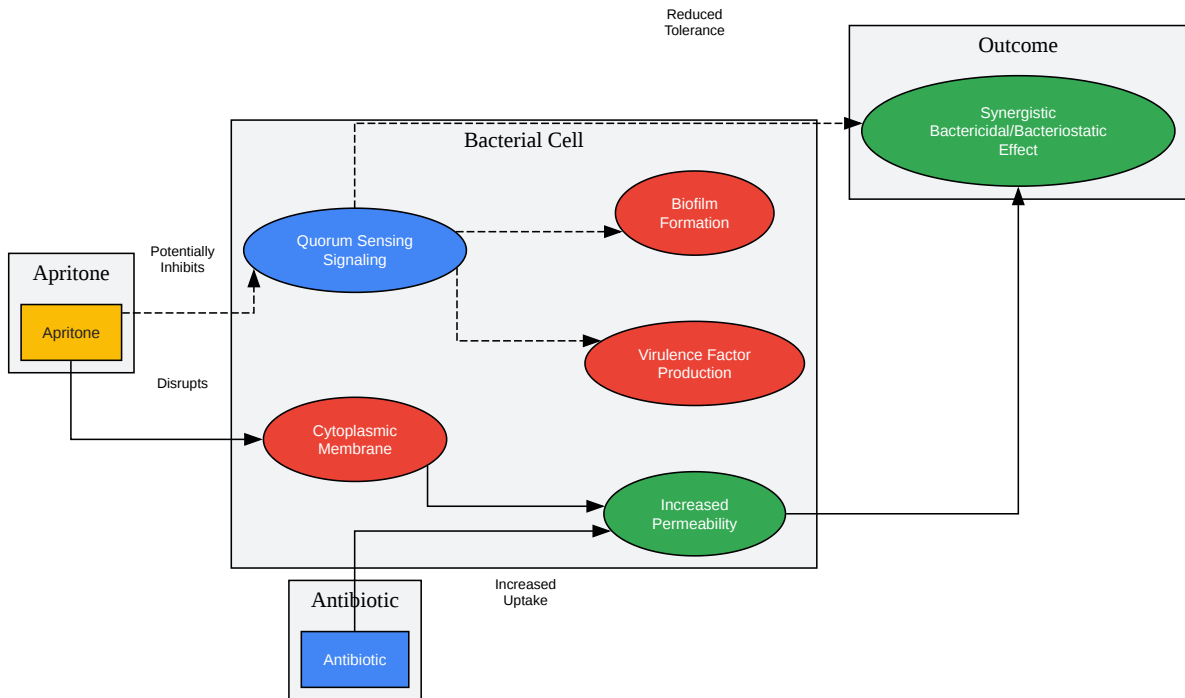 Reduced
Tolerance
Outcome
Synergistic
Bactericidal/Bacteriostatic
Effect
Bacterial Cell
Biofilm
Formation
Quorum Sensing
Signaling
Potentially
Inhibits
Apritone
Apritone
Virulence Factor
Production
Disrupts
Cytoplasmic
Membrane
Increased
Permeability
Increased
Uptake
Antibiotic
Antibiotic